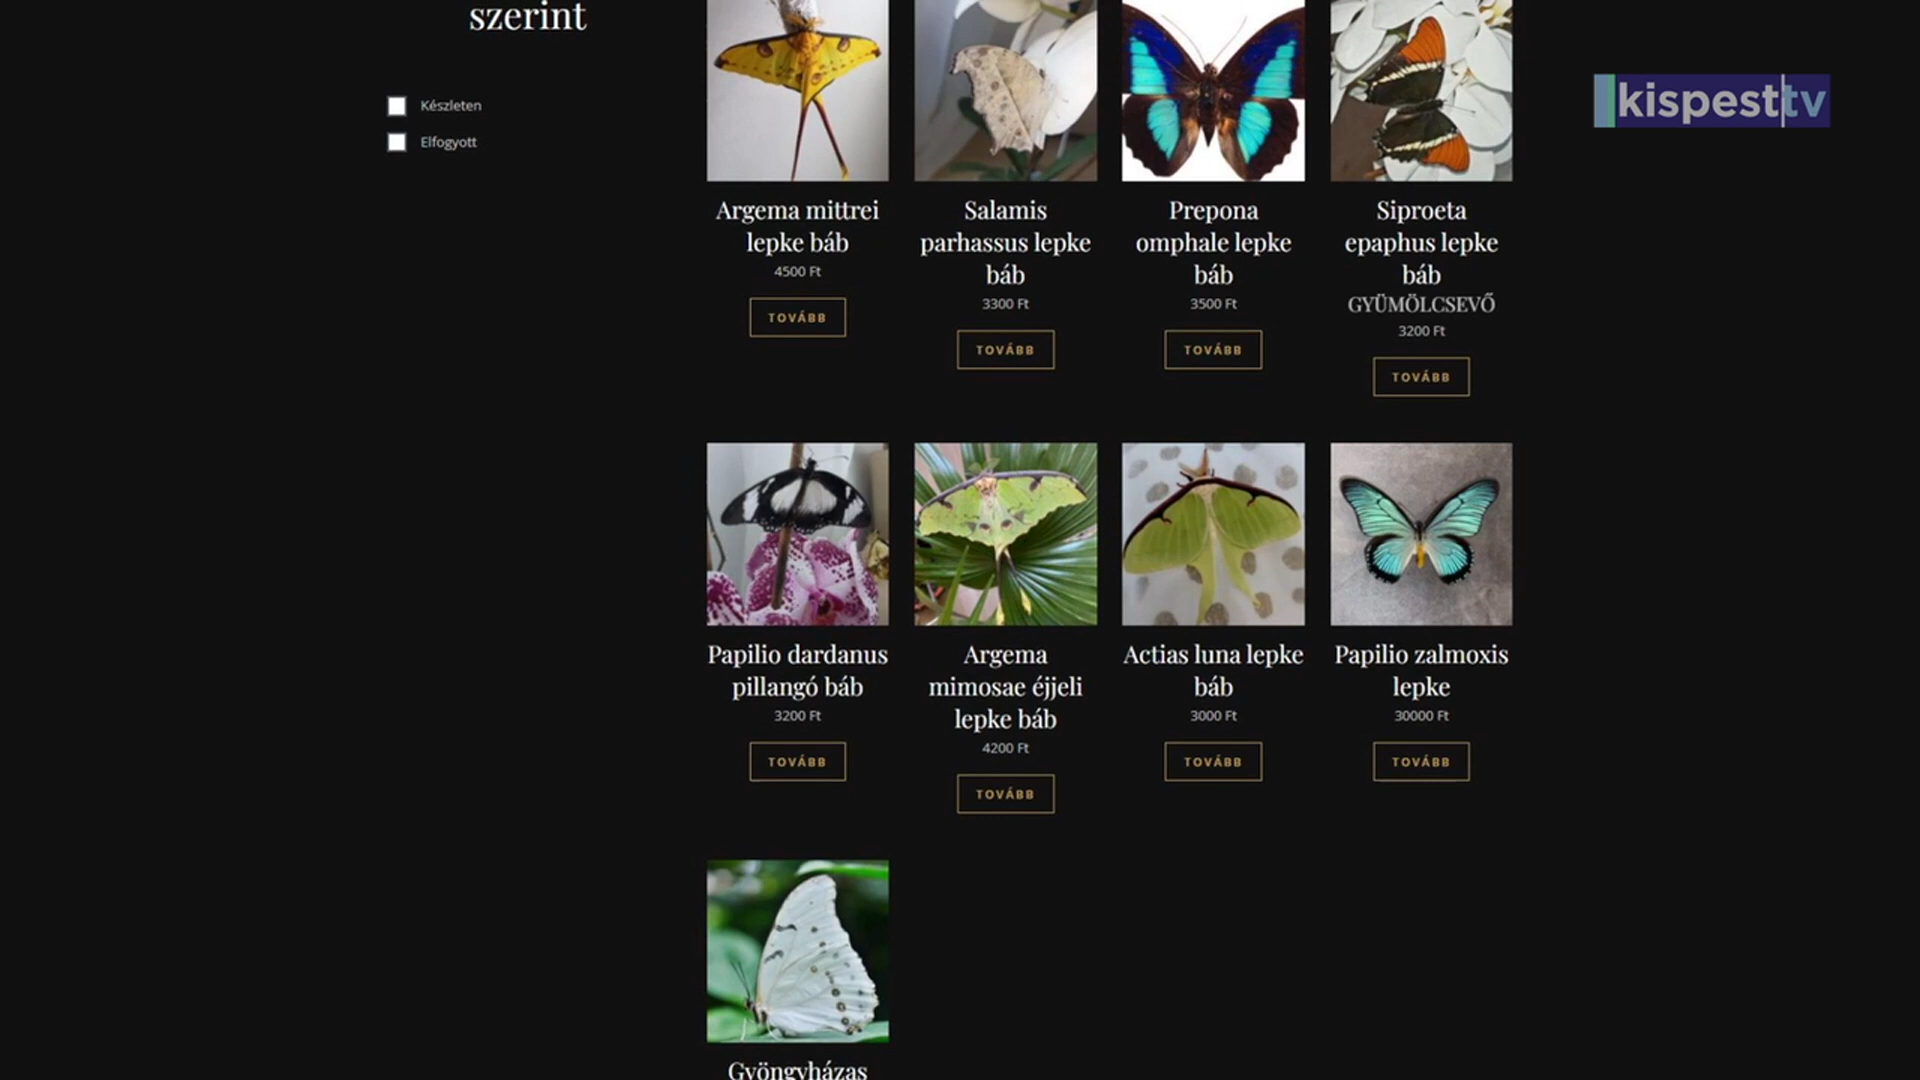 szerint
Készleten
Elfogyott
kispesttv
Argema mittrei
lepke báb
4500 Ft
TOVÁBB
Salamis
parhassus lepke
báb
3300 Ft
TOVÁBB
Prepona
omphale lepke
báb
3500 Ft
TOVÁBB
Siproeta
epaphus lepke
báb
GYÜMÖLCSEVŐ
3200 Ft
TOVÁBB
Papilio dardanus
pillangó báb
3200 Ft
TOVÁBB
Argema
mimosae éjjeli
lepke báb
4200 Ft
TOVÁBB
Actias luna lepke
báb
3000 Ft
TOVÁBB
Papilio zalmoxis
lepke
30000 Ft
TOVÁBB
Gyöngyházas